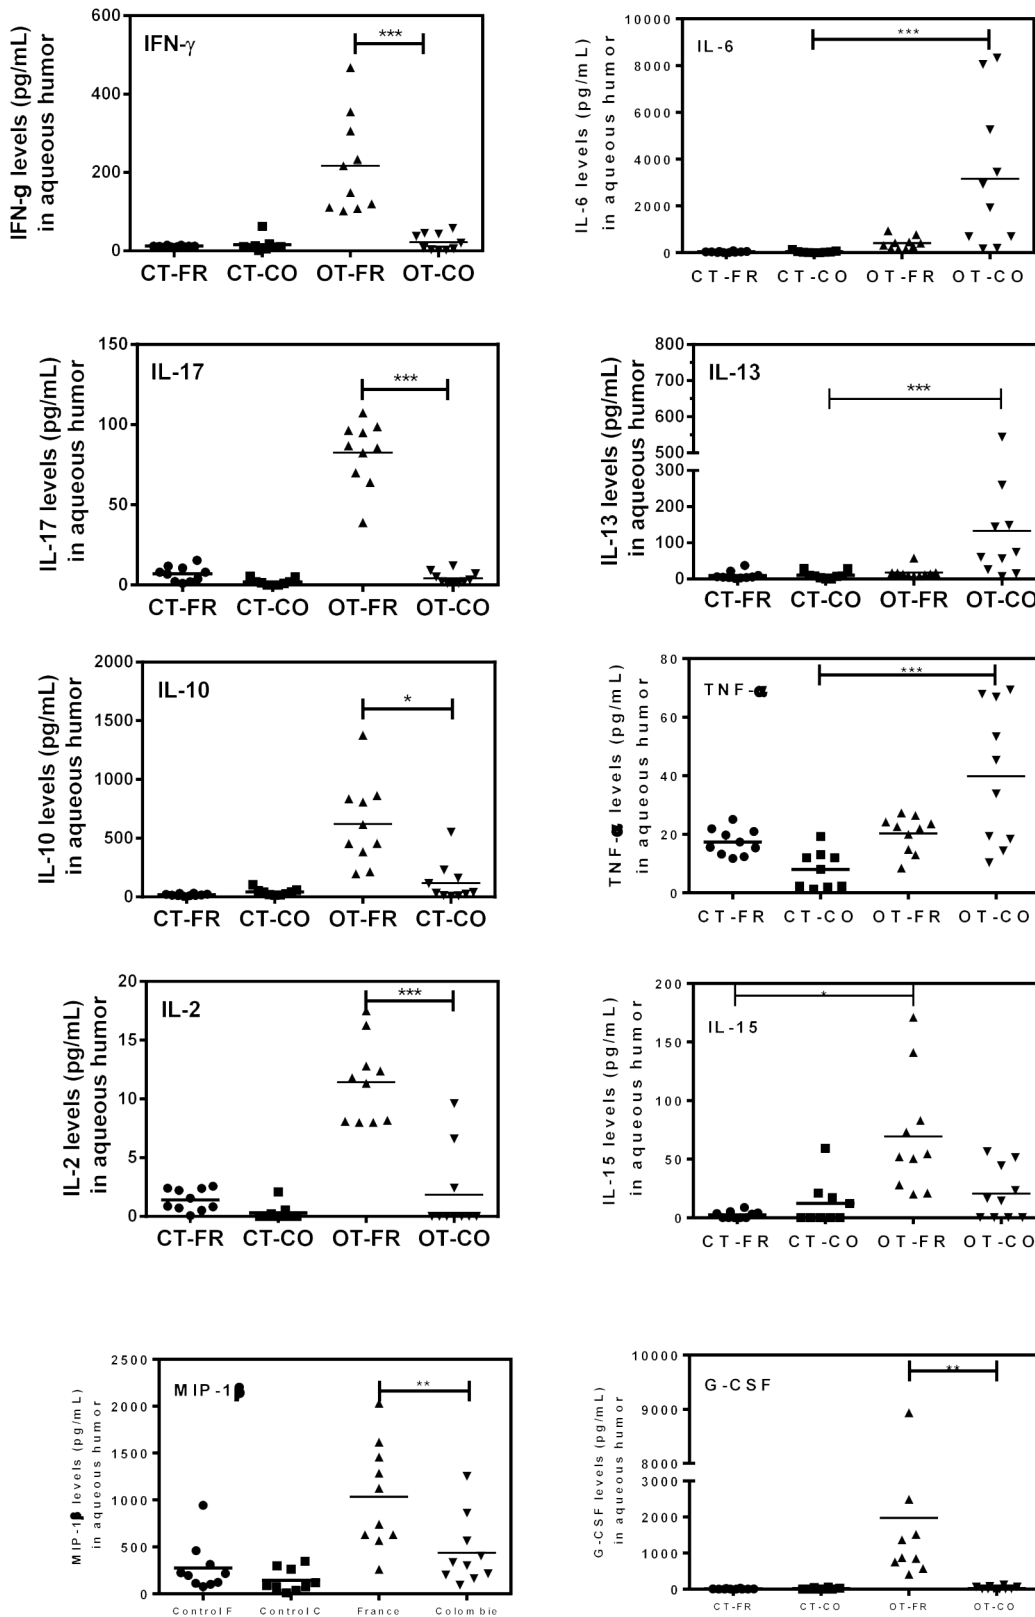 IFN-γ
IFN-g levels (pg/mL)
in aqueous humor
600
400
200
0
***
CT-FR CT-CO OT-FR OT-CO
IL-6
IL-6 levels (pg/mL)
in aqueous humor
10000
8000
6000
4000
2000
0
***
CT-FR CT-CO OT-FR OT-CO
IL-17
IL-17 levels (pg/mL)
in aqueous humor
150
100
50
0
***
CT-FR CT-CO OT-FR OT-CO
IL-13
IL-13 levels (pg/mL)
in aqueous humor
800
700
600
500
300
200
100
0
***
CT-FR CT-CO OT-FR OT-CO
IL-10
IL-10 levels (pg/mL)
in aqueous humor
2000
1500
1000
500
0
*
CT-FR CT-CO OT-FR CT-CO
TNF-α
TNF-α levels (pg/mL)
in aqueous humor
80
60
40
20
0
***
CT-FR CT-CO OT-FR OT-CO
IL-2
IL-2 levels (pg/mL)
in aqueous humor
20
15
10
5
0
***
CT-FR CT-CO OT-FR OT-CO
IL-15
IL-15 levels (pg/mL)
in aqueous humor
200
150
100
50
0
*
CT-FR CT-CO OT-FR OT-CO
MIP-1β
MIP-1β levels (pg/mL)
in aqueous humor
2500
2000
1500
1000
500
0
**
Control F Control C France Colombie
G-CSF
G-CSF levels (pg/mL)
in aqueous humor
10000
9000
8000
3000
2000
1000
0
**
CT-FR CT-CO OT-FR OT-CO